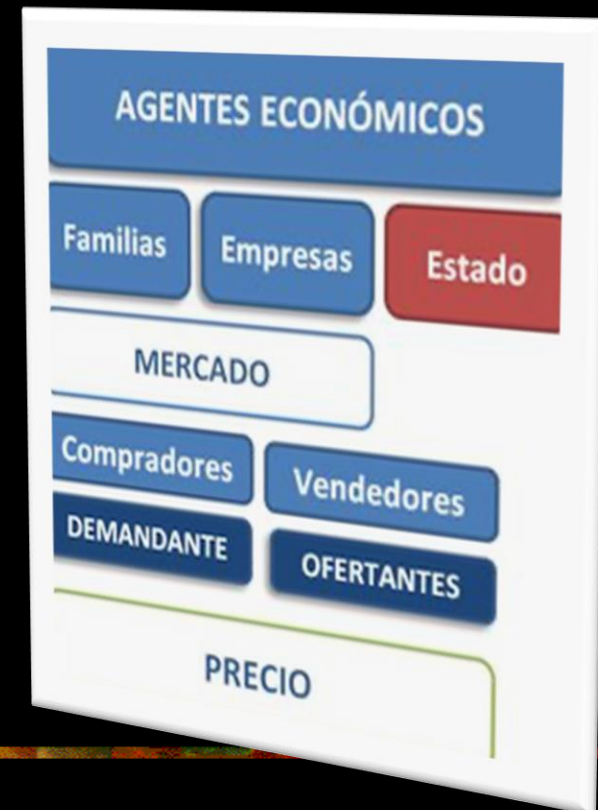 AGENTES ECONÓMICOS
Familias Empresas Estado
MERCADO
Compradores Vendedores
DEMANDANTE OFERTANTES
PRECIO